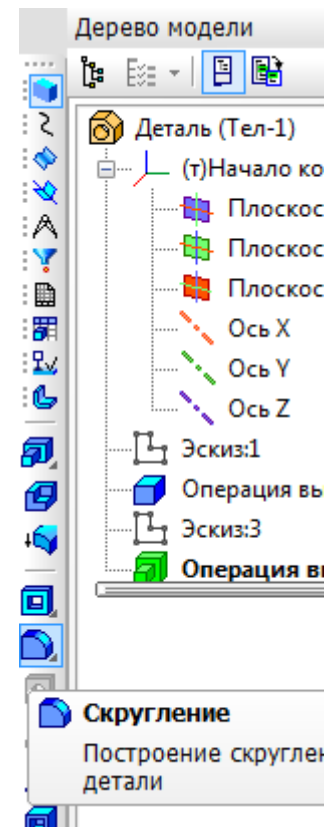 Дерево модели
Деталь (Тел-1)
(т)Начало ко
Плоскос
Плоскос
Плоскос
Ось X
Ось Y
Ось Z
Эскиз:1
Операция вы
Эскиз:3
Операция вы
Скругление
Построение скруглен
детали